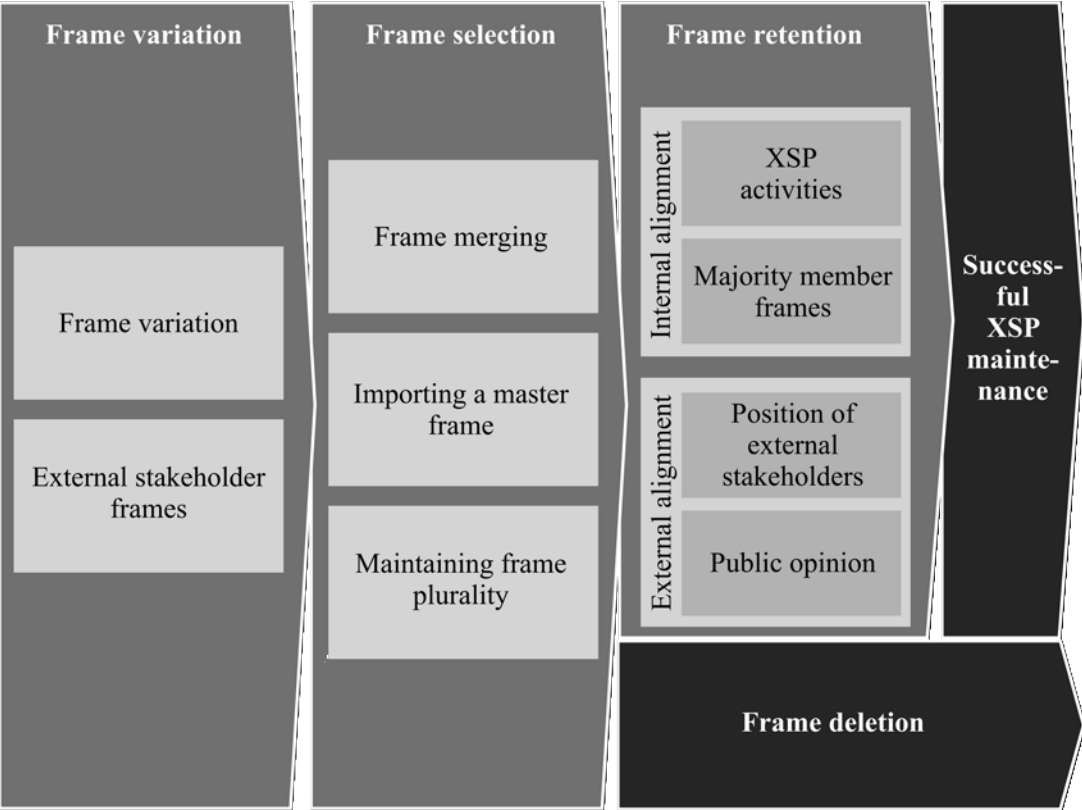 Frame variation
Frame variation
External stakeholder
frames
Frame selection
Frame merging
Importing a master
frame
Maintaining frame
plurality
Frame retention
Internal alignment
XSP
activities
Majority member
frames
External alignment
Position of
external
stakeholders
Public opinion
Success-
ful
XSP
mainte-
nance
Frame deletion